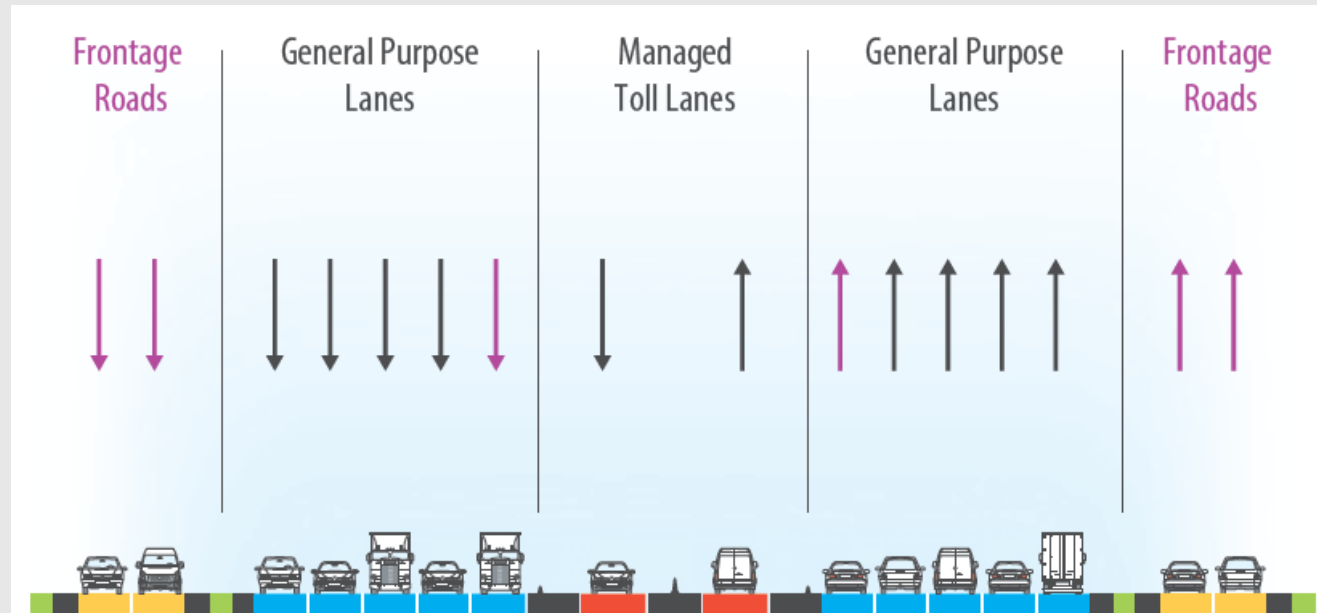 Frontage
Roads
General Purpose
Lanes
Managed
Toll Lanes
General Purpose
Lanes
Frontage
Roads